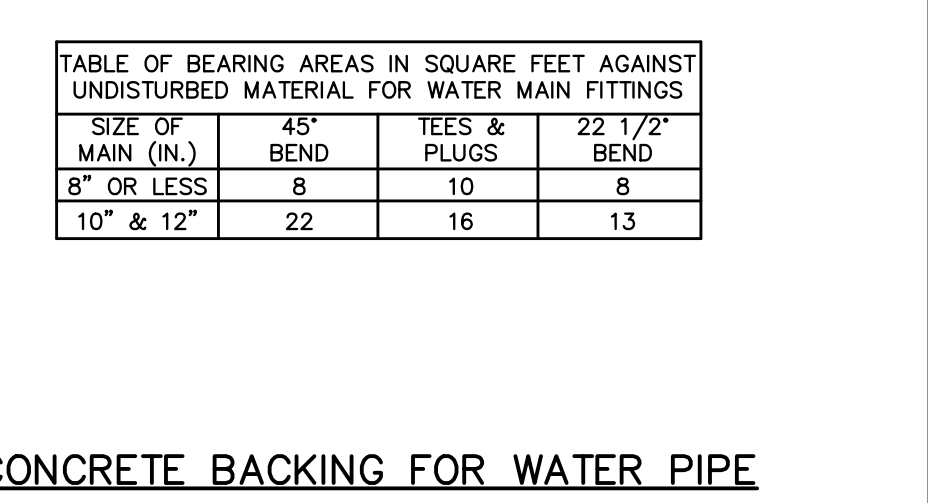 TABLE OF BEARING AREAS IN SQUARE FEET AGAINST
UNDISTURBED MATERIAL FOR WATER MAIN FITTINGS
SIZE OF MAIN (IN.) 45° BEND TEES & PLUGS 22 1/2° BEND
8" OR LESS 8 10 8
10" & 12" 22 16 13
CONCRETE BACKING FOR WATER PIPE